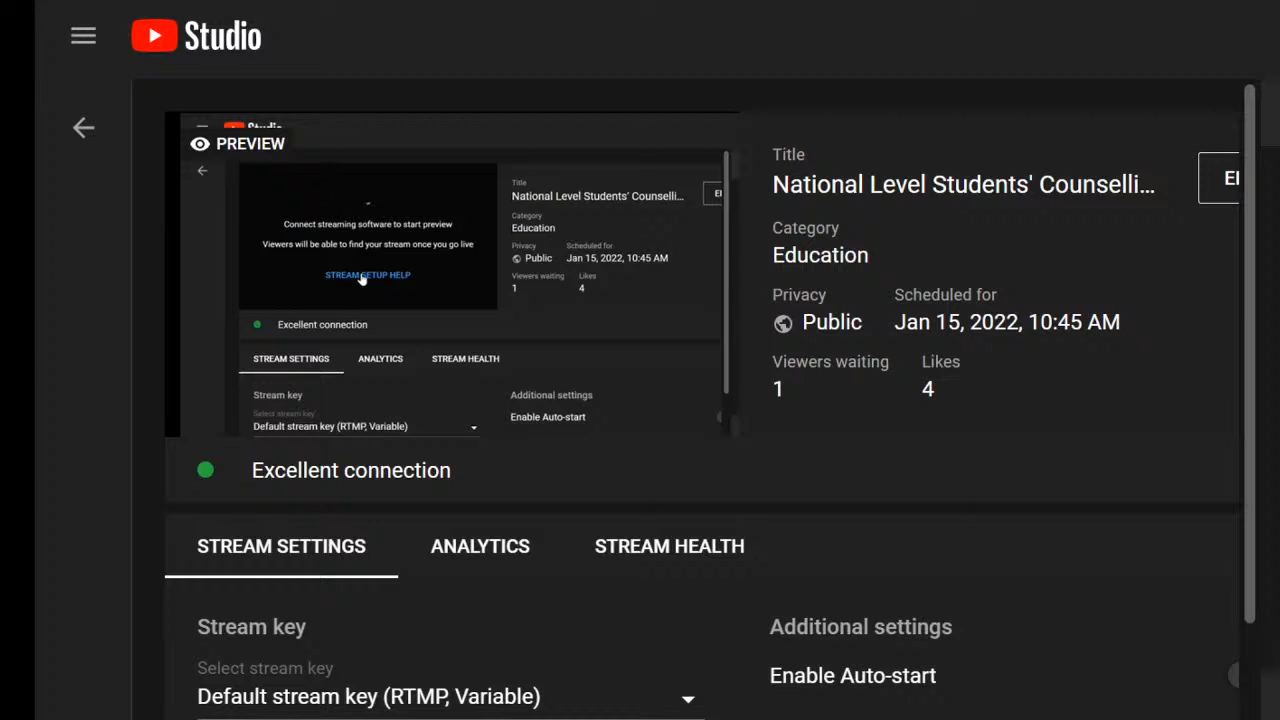 Studio
PREVIEW
Studio
Connect streaming software to start preview
Viewers will be able to find your stream once you go live
STREAM SETUP HELP
Title
National Level Students' Counselli...
EI
Category
Education
Privacy
Scheduled for
Public
Jan 15, 2022, 10:45 AM
Viewers waiting
Likes
1
4
Excellent connection
STREAM SETTINGS
ANALYTICS
STREAM HEALTH
Stream key
Additional settings
Select stream key
Enable Auto-start
Default stream key (RTMP, Variable)
Title
National Level Students' Counselli...
EI
Category
Education
Privacy
Scheduled for
Public
Jan 15, 2022, 10:45 AM
Viewers waiting
Likes
1
4
Excellent connection
STREAM SETTINGS
ANALYTICS
STREAM HEALTH
Stream key
Additional settings
Select stream key
Enable Auto-start
Default stream key (RTMP, Variable)